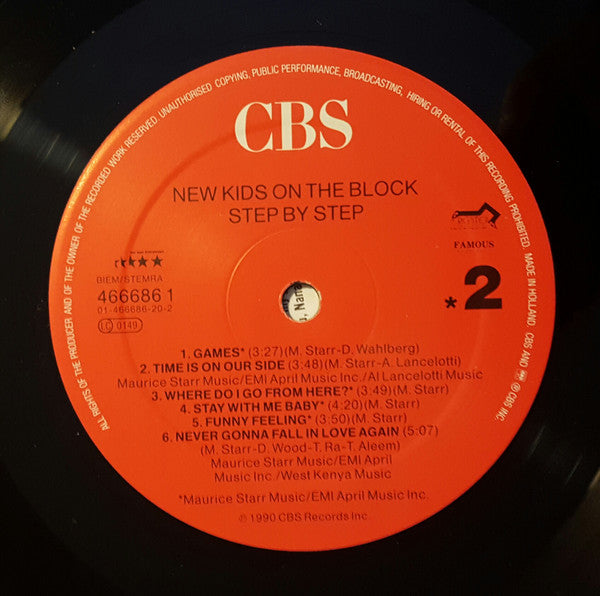 ALL RIGHTS OF THE PRODUCER AND OF THE OWNER OF THE RECORDED WORK RESERVED. UNAUTHORISED COPYING, PUBLIC PERFORMANCE, BROADCASTING, HIRING OR RENTAL OF THIS RECORDING PROHIBITED. MADE IN HOLLAND. CBS AND ® ℗ CBS INC.
CBS
NEW KIDS ON THE BLOCK
STEP BY STEP
FAMOUS
BIEM/STEMRA
466686 1
01-466686-20-2
LC 0149
*2
1. GAMES* (3:27)(M. Starr-D. Wahlberg)
2. TIME IS ON OUR SIDE (3:48)(M. Starr-A. Lancelotti)
Maurice Starr Music/EMI April Music Inc./Al Lancelotti Music
3. WHERE DO I GO FROM HERE?* (3:49)(M. Starr)
4. STAY WITH ME BABY* (4:20)(M. Starr)
5. FUNNY FEELING* (3:50)(M. Starr)
6. NEVER GONNA FALL IN LOVE AGAIN (5:07)
(M. Starr-D. Wood-T. Ra-T. Aleem)
Maurice Starr Music/EMI April
Music Inc./West Kenya Music
*Maurice Starr Music/EMI April Music Inc.
℗ 1990 CBS Records Inc.